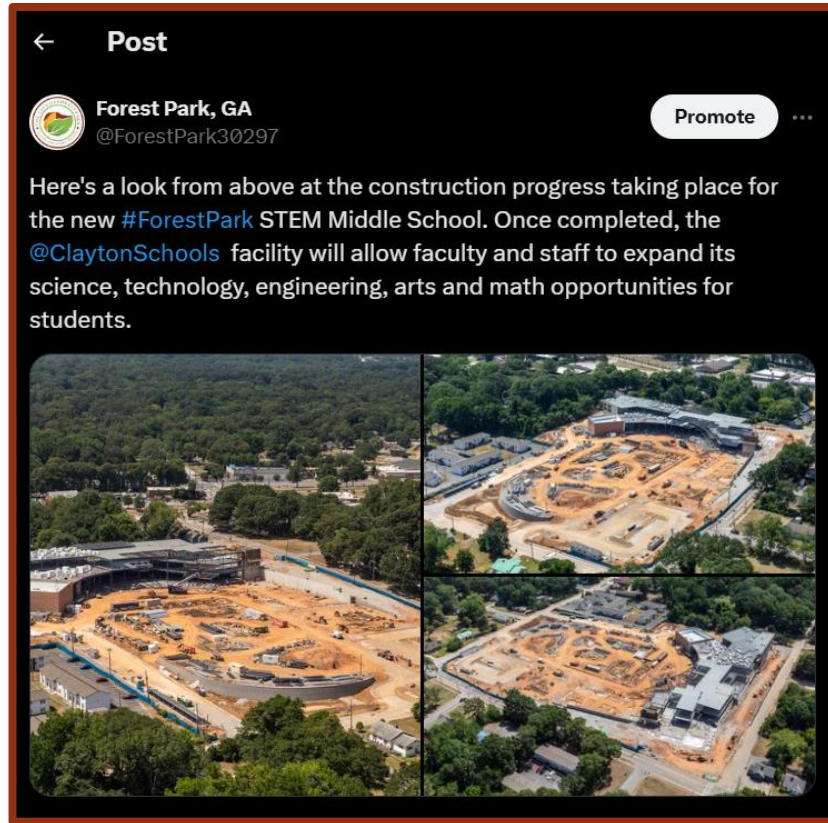 Post
Forest Park, GA
@ForestPark30297
Promote
Here's a look from above at the construction progress taking place for
the new #ForestPark STEM Middle School. Once completed, the
@ClaytonSchools facility will allow faculty and staff to expand its
science, technology, engineering, arts and math opportunities for
students.